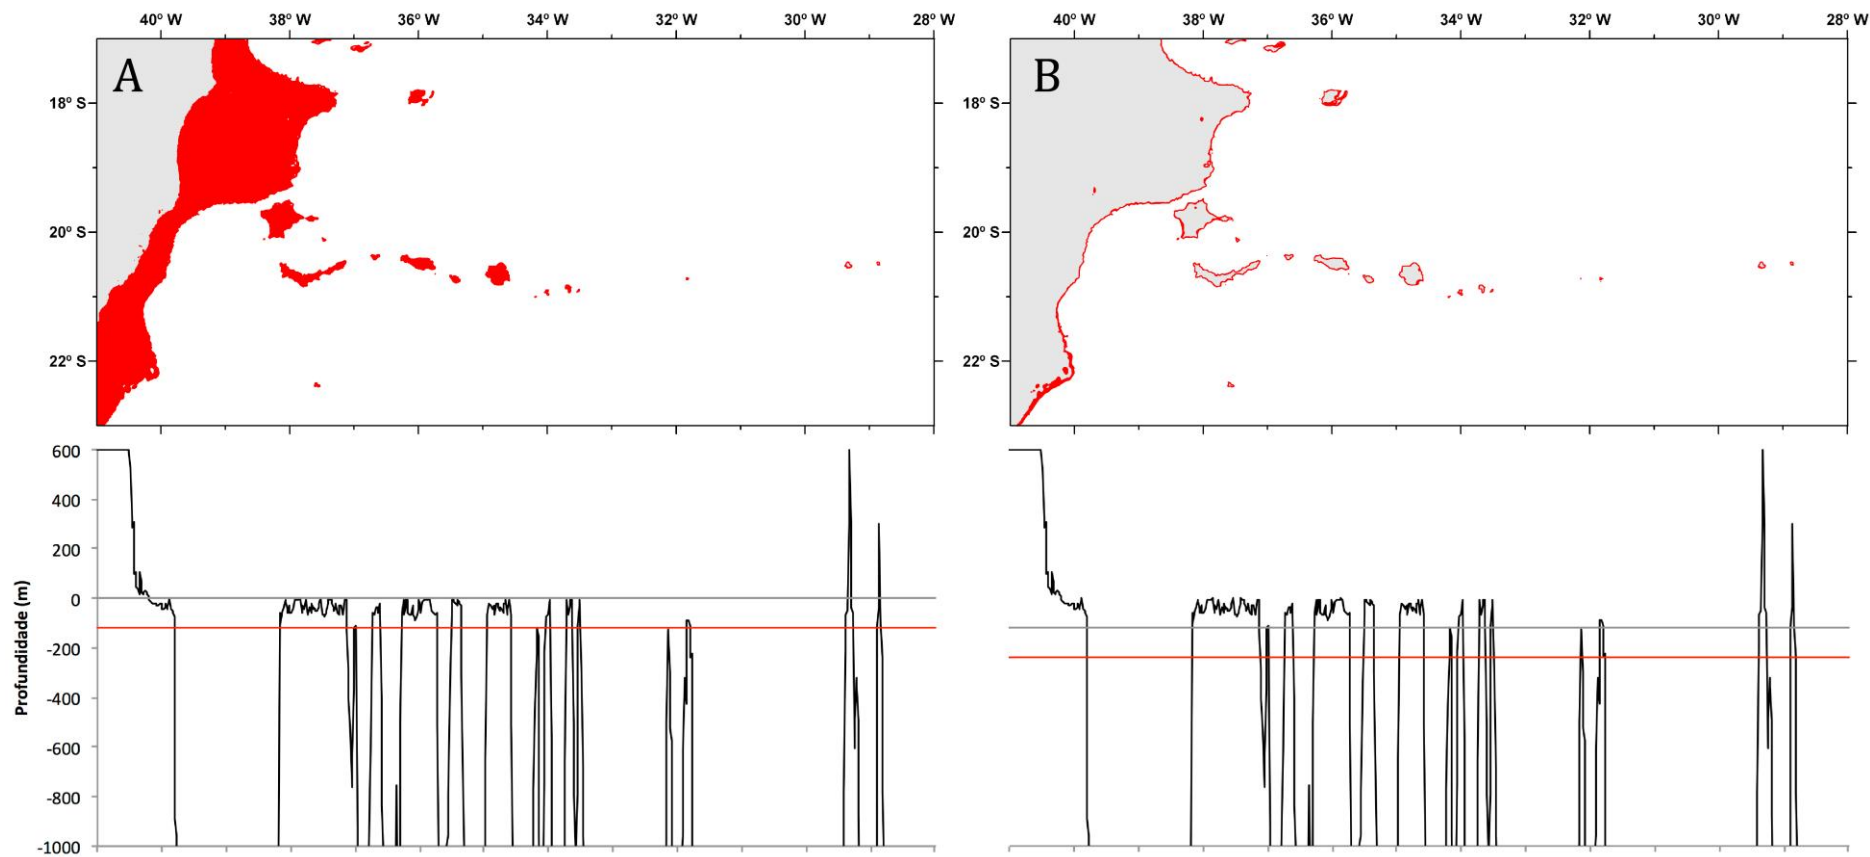 40° W 38° W 36° W 34° W 32° W 30° W 28° W
A
18° S
20° S
22° S
40° W 38° W 36° W 34° W 32° W 30° W 28° W
B
18° S
20° S
22° S
Profundidade (m)
600
400
200
0
-200
-400
-600
-800
-1000